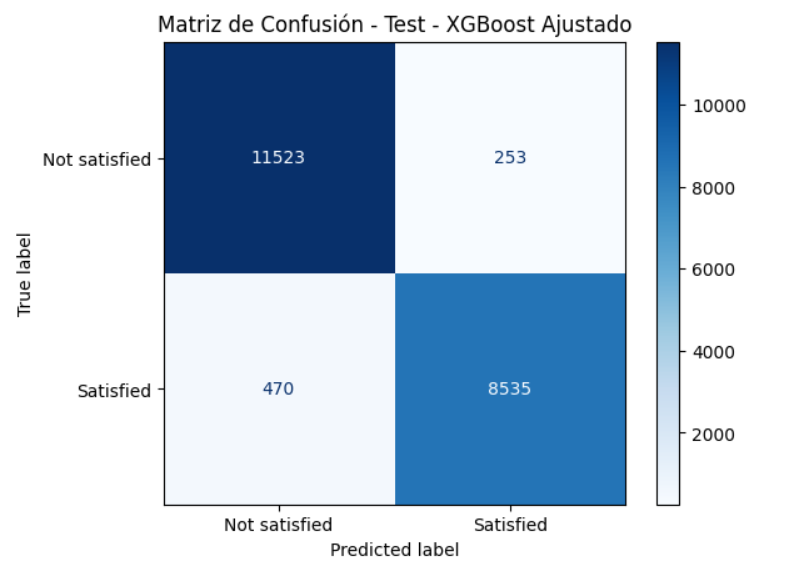 Matriz de Confusión - Test - XGBoost Ajustado
True label
Not satisfied
Satisfied
11523
253
470
8535
Not satisfied
Satisfied
Predicted label
10000
8000
6000
4000
2000